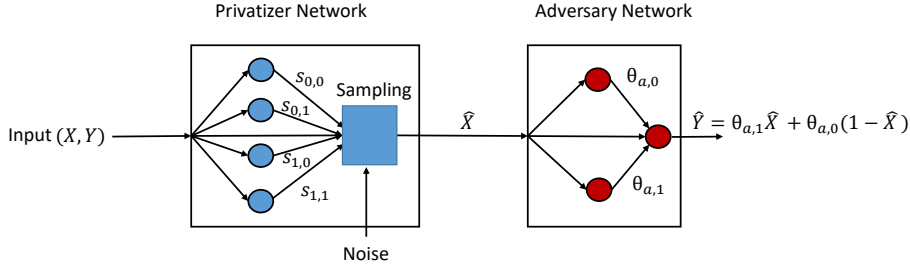 Privatizer Network
Adversary Network
s₀,₀
s₀,₁
s₁,₀
s₁,₁
Sampling
Input (X, Y)
X̂
θₐ,₀
θₐ,₁
Ŷ = θₐ,₁X̂ + θₐ,₀(1 − X̂)
Noise